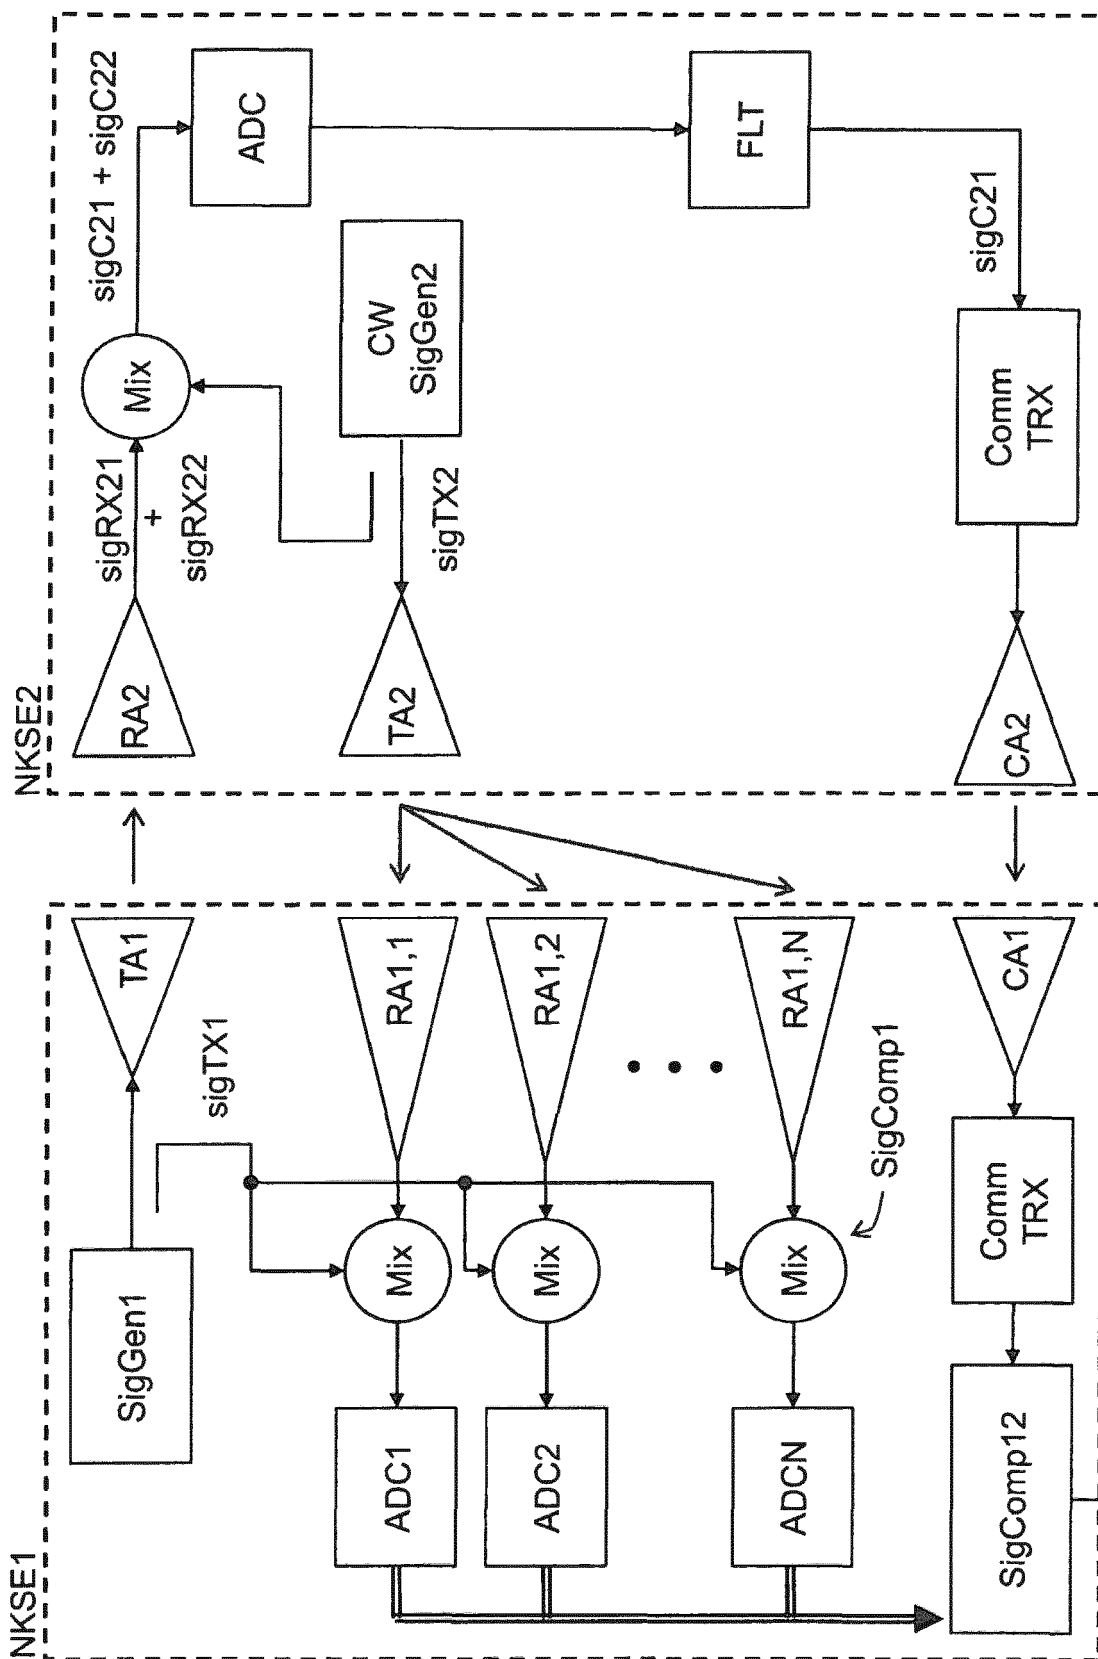 NKSE1
NKSE2
SigGen1
sigTX1
TA1
RA2
sigRX21
+
sigRX22
Mix
sigC21 + sigC22
ADC
ADC1
Mix
RA1,1
TA2
sigTX2
CW
SigGen2
ADC2
Mix
RA1,2
ADCN
Mix
RA1,N
FLT
SigComp1
SigComp12
Comm
TRX
CA1
CA2
Comm
TRX
sigC21